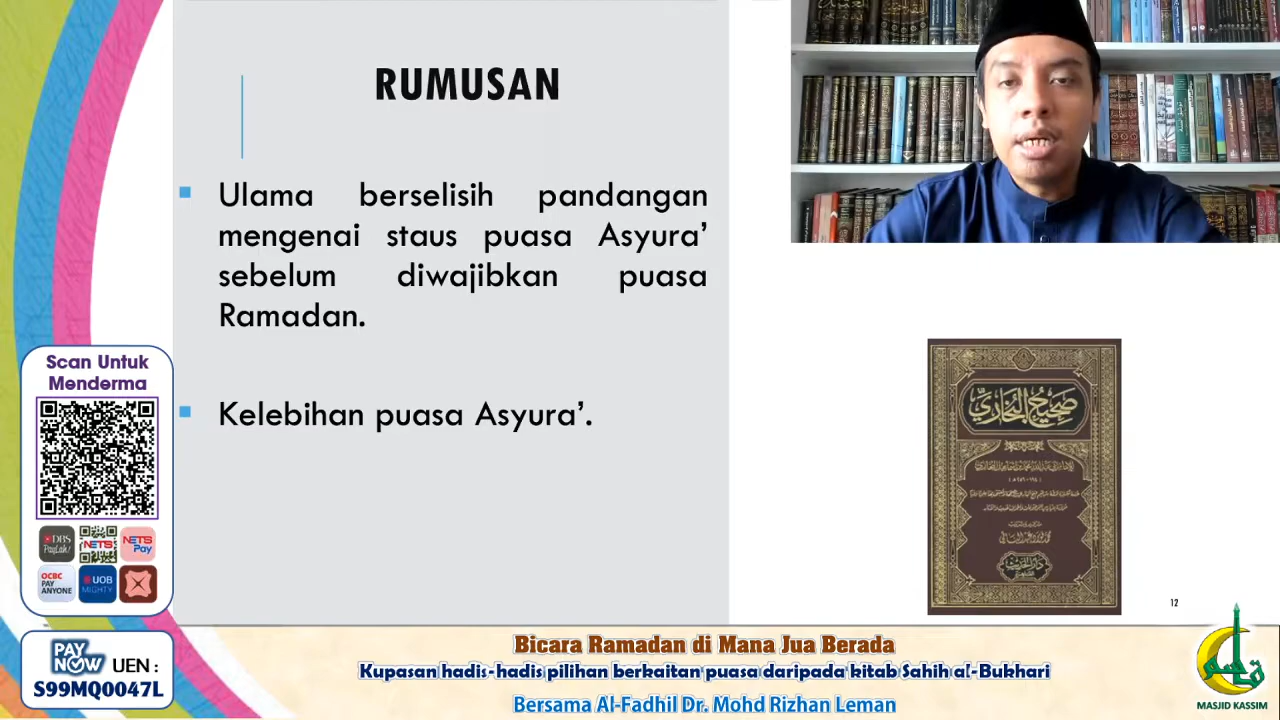 RUMUSAN
Ulama berselisih pandangan
mengenai staus puasa Asyura’
sebelum diwajibkan puasa
Ramadan.
Kelebihan puasa Asyura’.
Scan Untuk
Menderma
DBS
PayLah!
NETS
NETS
Pay
OCBC
PAY
ANYONE
UOB
MIGHTY
PAY
NOW
UEN :
S99MQ0047L
صحيح البخاري
دار الحديث
12
Bicara Ramadan di Mana Jua Berada
Kupasan hadis-hadis pilihan berkaitan puasa daripada kitab Sahih al-Bukhari
Bersama Al-Fadhil Dr. Mohd Rizhan Leman
MASJID KASSIM